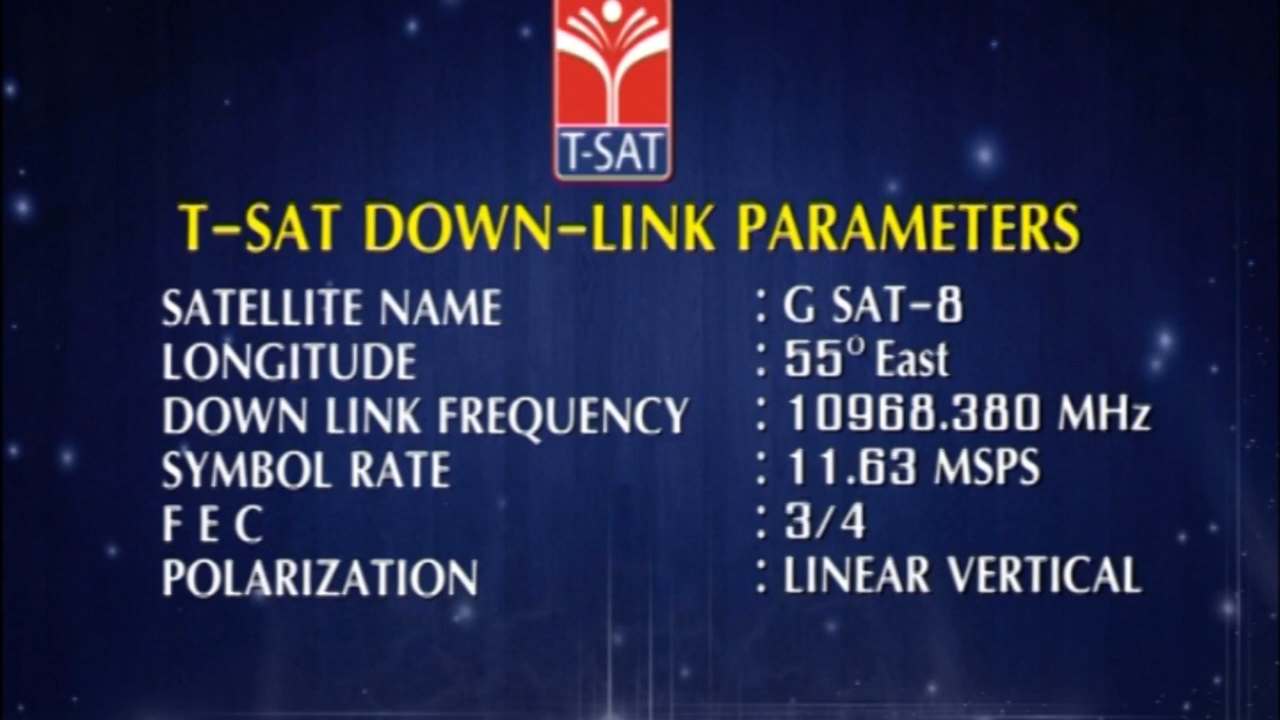 T-SAT
T-SAT DOWN-LINK PARAMETERS
SATELLITE NAME : G SAT-8
LONGITUDE : 55° East
DOWN LINK FREQUENCY : 10968.380 MHz
SYMBOL RATE : 11.63 MSPS
F E C : 3/4
POLARIZATION : LINEAR VERTICAL